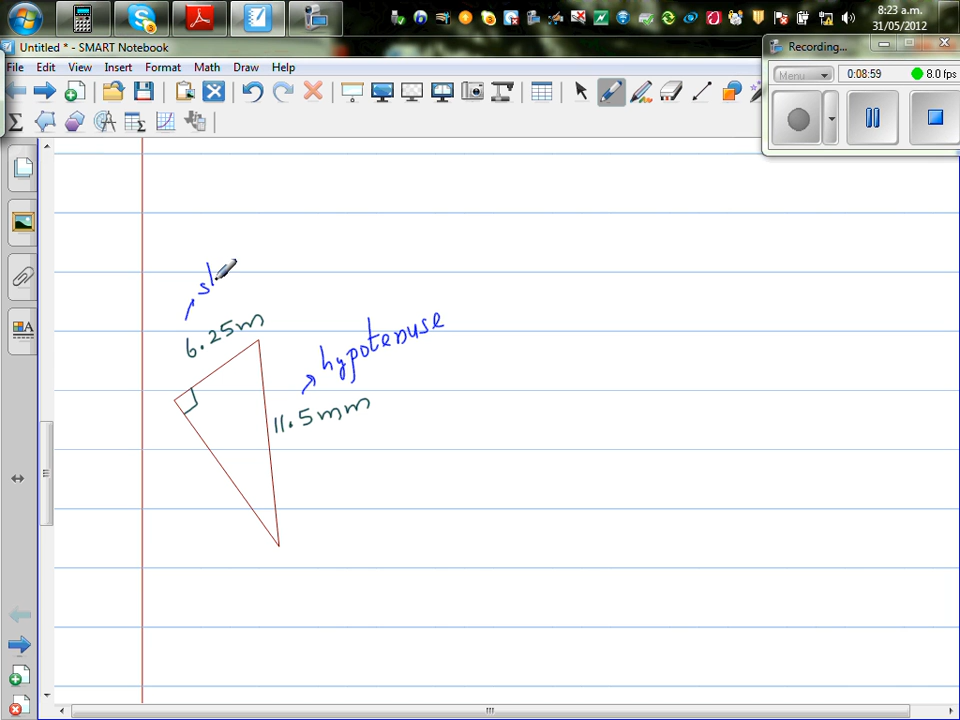 8:23 a.m.
31/05/2012
Untitled * - SMART Notebook
Recording...
File Edit View Insert Format Math Draw Help
Menu
0:08:59
8.0 fps
6.25m
hypotenuse
11.5mm